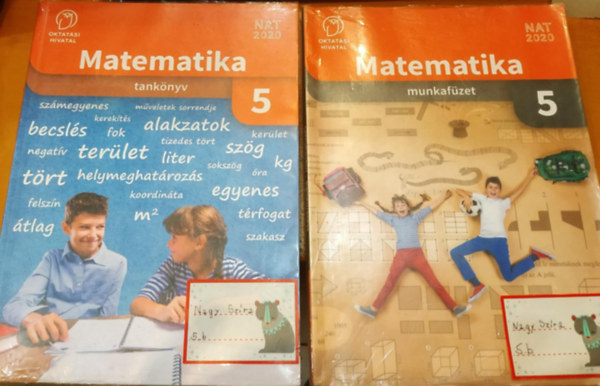 OKTATÁSI
HIVATAL
NAT
2020
Matematika
tankönyv
5
számegyenes
műveletek sorrendje
kerekítés
becslés
fok
alakzatok
kerület
negatív
terület
tizedes tört
szög
liter
sokszög
óra
kg
tört
helymeghatározás
felszín
koordináta
egyenes
átlag
m²
térfogat
szakasz
Nagy
5.b
OKTATÁSI
HIVATAL
NAT
2020
Matematika
munkafüzet
5
Nagy
5.b